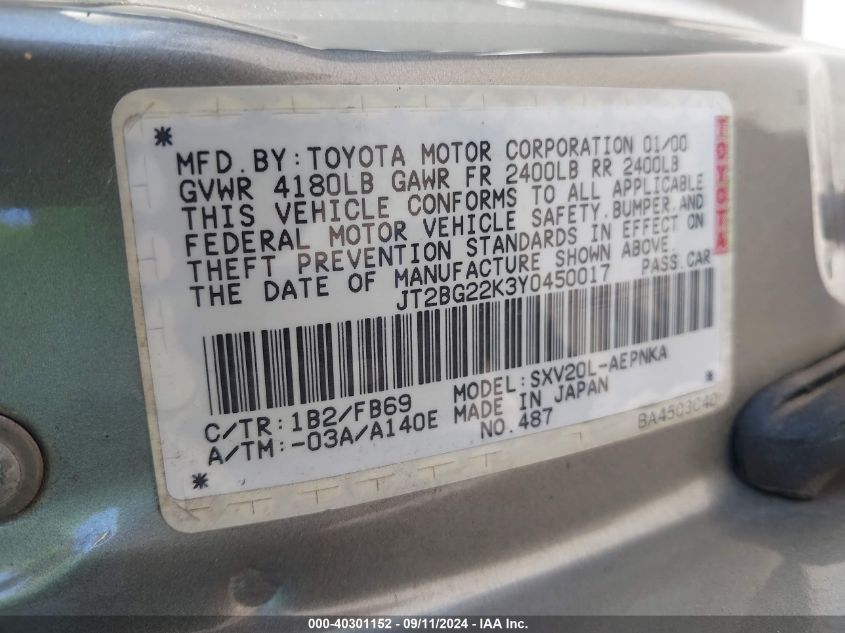 MFD.BY:TOYOTA MOTOR CORPORATION 01/00
GVWR 4180LB GAWR FR 2400LB RR 2400LB
THIS VEHICLE CONFORMS TO ALL APPLICABLE
FEDERAL MOTOR VEHICLE SAFETY,BUMPER,AND
THEFT PREVENTION STANDARDS IN EFFECT ON
THE DATE OF MANUFACTURE SHOWN ABOVE.
JT2BG22K3Y0450017 PASS.CAR
TOYOTA
C/TR:1B2/FB69 MODEL:SXV20L-AEPNKA
A/TM:-03A/A140E MADE IN JAPAN
NO.487
BA4503C40
000-40301152 - 09/11/2024 - IAA Inc.